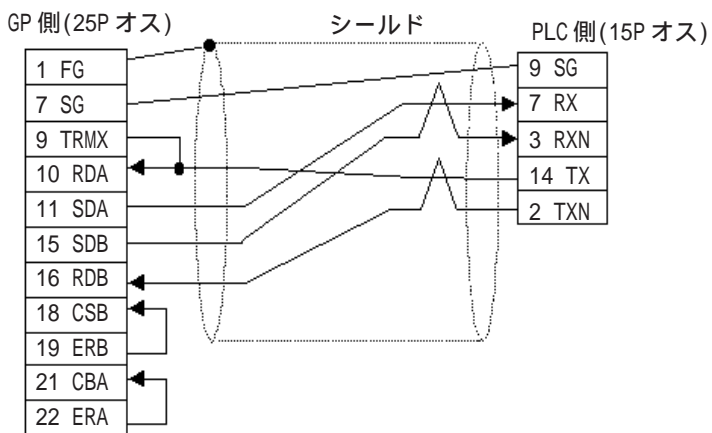 GP 側(25P オス)
シールド
PLC 側(15P オス)
1 FG
7 SG
9 TRMX
10 RDA
11 SDA
15 SDB
16 RDB
18 CSB
19 ERB
21 CBA
22 ERA
9 SG
7 RX
3 RXN
14 TX
2 TXN